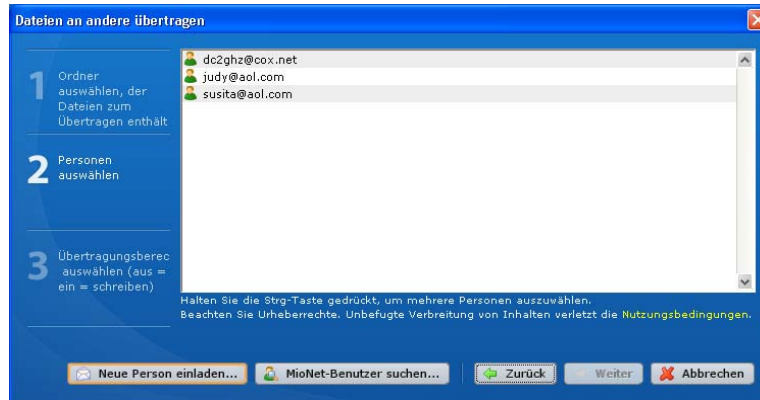 Dateien an andere übertragen
1
Ordner
auswählen, der
Dateien zum
Übertragen enthält
2
Personen
auswählen
3
Übertragungsberec
auswählen (aus =
ein = schreiben)
dc2ghz@cox.net
judy@aol.com
susita@aol.com
Halten Sie die Strg-Taste gedrückt, um mehrere Personen auszuwählen.
Beachten Sie Urheberrechte. Unbefugte Verbreitung von Inhalten verletzt die Nutzungsbedingungen.
Neue Person einladen... MioNet-Benutzer suchen... Zurück Weiter Abbrechen